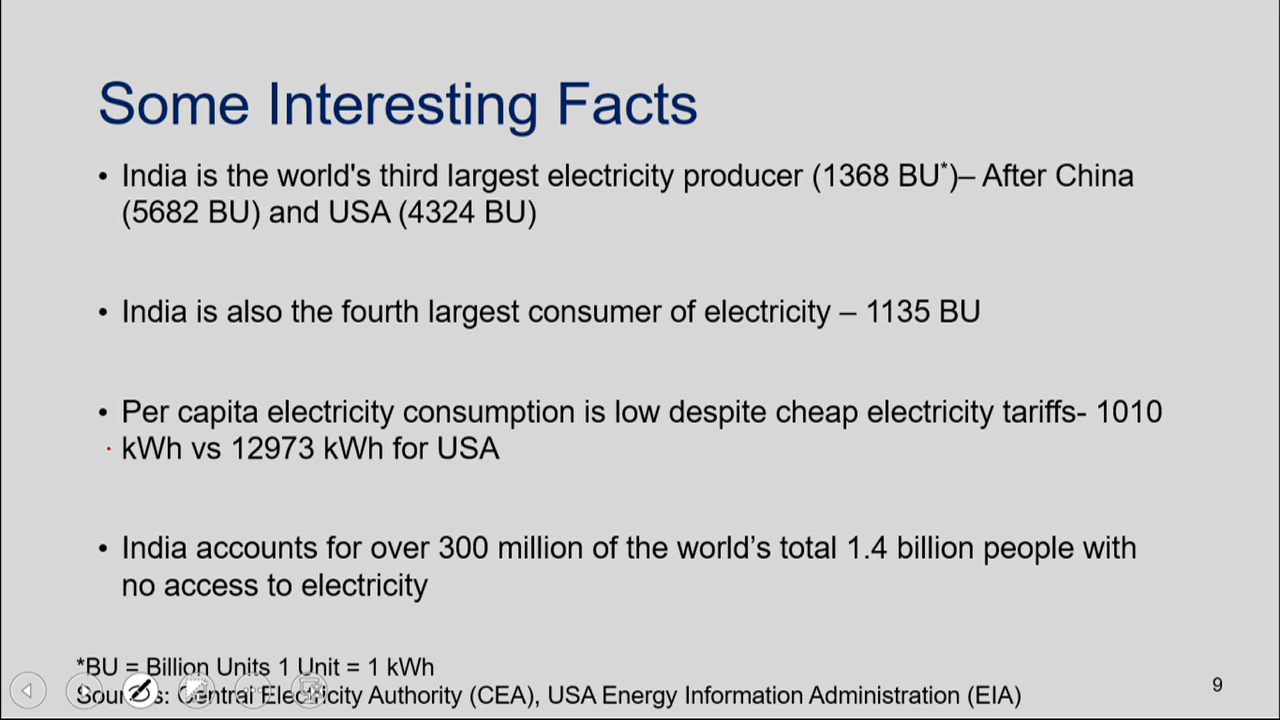 Some Interesting Facts
• India is the world's third largest electricity producer (1368 BU*)– After China
(5682 BU) and USA (4324 BU)
• India is also the fourth largest consumer of electricity – 1135 BU
• Per capita electricity consumption is low despite cheap electricity tariffs- 1010
kWh vs 12973 kWh for USA
• India accounts for over 300 million of the world’s total 1.4 billion people with
no access to electricity
*BU = Billion Units 1 Unit = 1 kWh
Sources: Central Electricity Authority (CEA), USA Energy Information Administration (EIA)
9